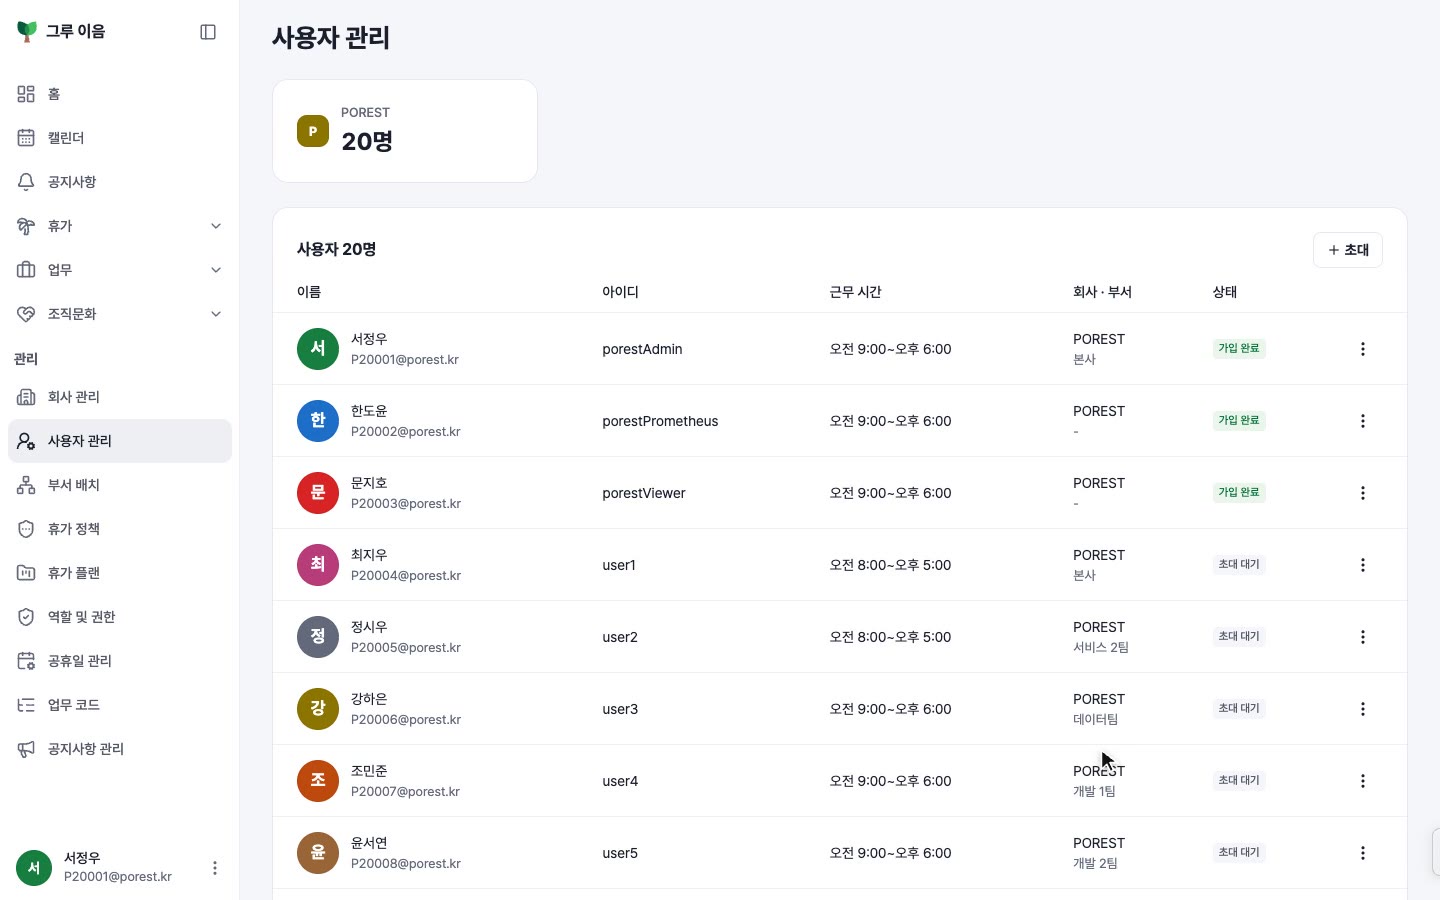 그루 이음
홈
캘린더
공지사항
휴가
업무
조직문화
관리
회사 관리
사용자 관리
부서 배치
휴가 정책
휴가 플랜
역할 및 권한
공휴일 관리
업무 코드
공지사항 관리
서
서정우
P20001@porest.kr
사용자 관리
P
POREST
20명
사용자 20명
+ 초대
이름 아이디 근무 시간 회사 · 부서 상태
서 서정우 porestAdmin 오전 9:00~오후 6:00 POREST 가입 완료
P20001@porest.kr 본사
한 한도윤 porestPrometheus 오전 9:00~오후 6:00 POREST 가입 완료
P20002@porest.kr -
문 문지호 porestViewer 오전 9:00~오후 6:00 POREST 가입 완료
P20003@porest.kr -
최 최지우 user1 오전 8:00~오후 5:00 POREST 초대 대기
P20004@porest.kr 본사
정 정시우 user2 오전 8:00~오후 5:00 POREST 초대 대기
P20005@porest.kr 서비스 2팀
강 강하은 user3 오전 9:00~오후 6:00 POREST 초대 대기
P20006@porest.kr 데이터팀
조 조민준 user4 오전 9:00~오후 6:00 POREST 초대 대기
P20007@porest.kr 개발 1팀
윤 윤서연 user5 오전 9:00~오후 6:00 POREST 초대 대기
P20008@porest.kr 개발 2팀